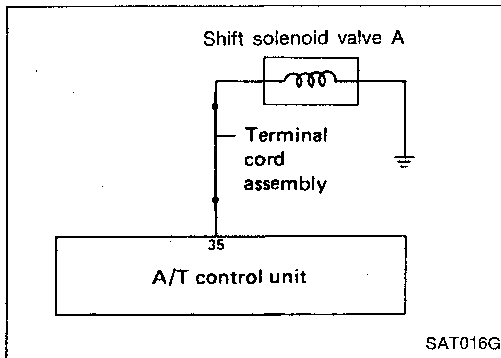 Shift solenoid valve A
Terminal
cord
assembly
35
A/T control unit
SAT016G